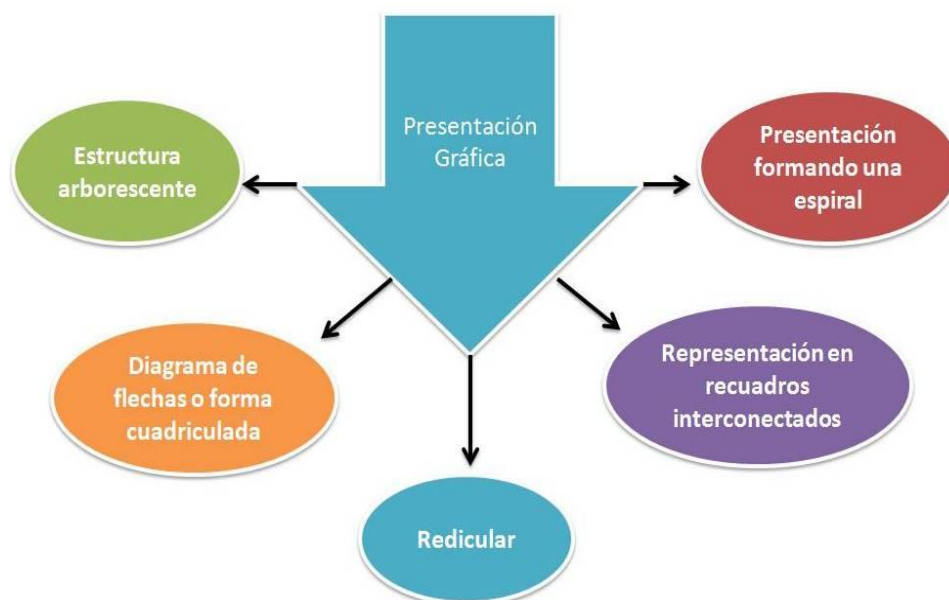 Presentación
Gráfica
Estructura
arborescente
Presentación
formando una
espiral
Diagrama de
flechas o forma
cuadriculada
Representación en
recuadros
interconectados
Redicular